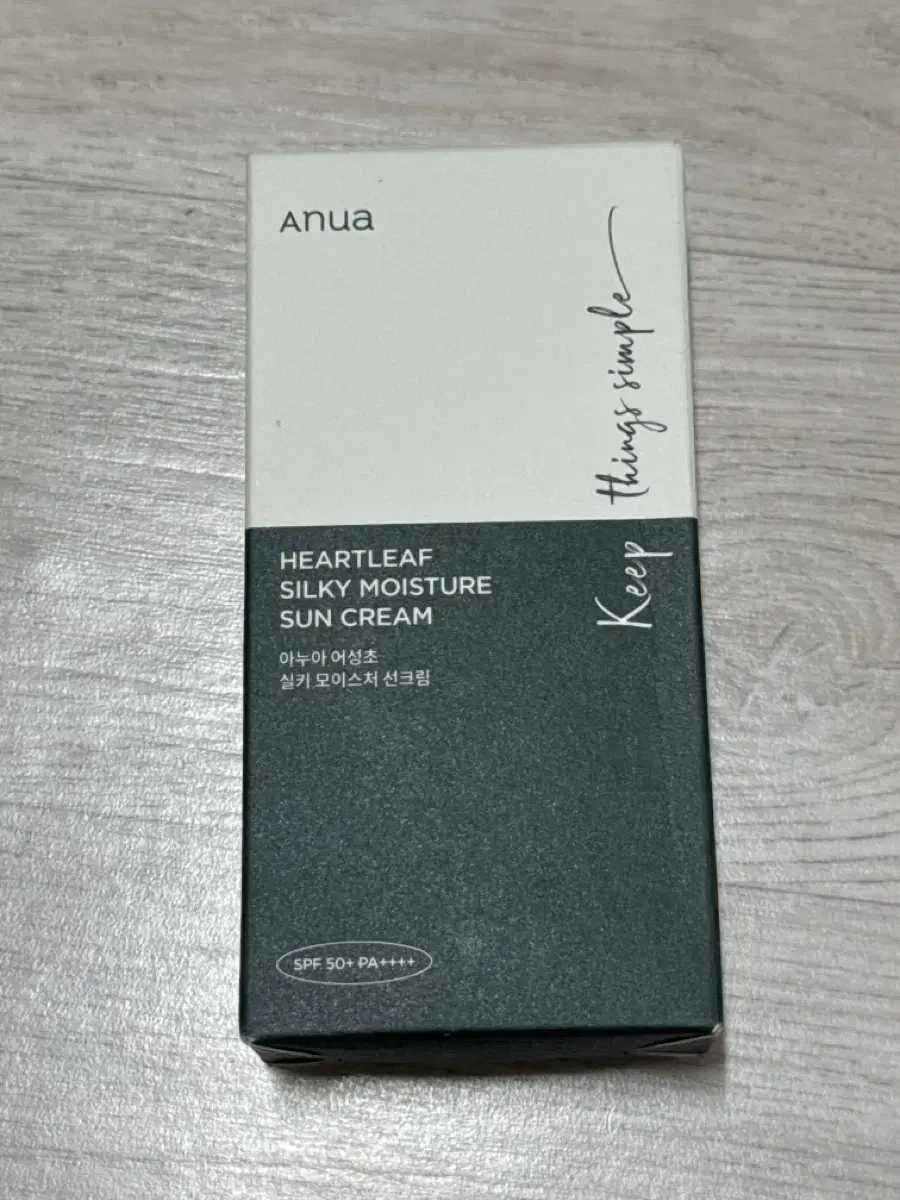 Anua
Keep things simple
HEARTLEAF
SILKY MOISTURE
SUN CREAM
아누아 어성초
실키 모이스처 선크림
SPF 50+ PA++++